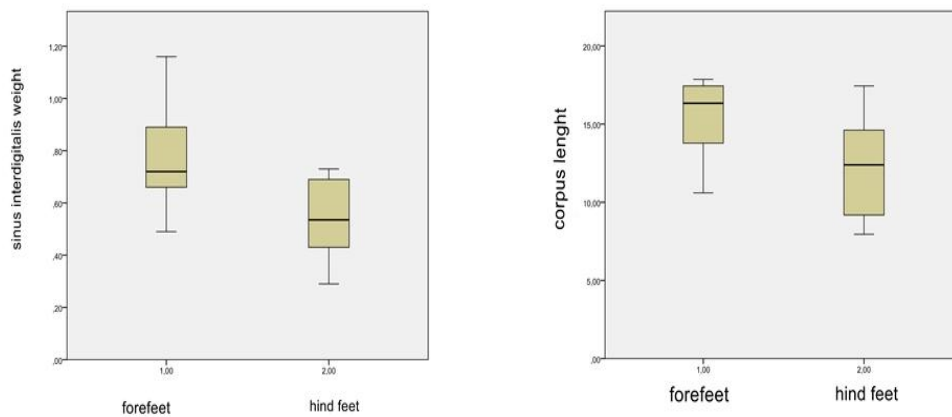 sinus interdigitalis weight
1,20
1,00
,80
,60
,40
,20
,00
1,00
2,00
forefeet
hind feet
corpus lenght
20,00
15,00
10,00
5,00
,00
1,00
2,00
forefeet
hind feet